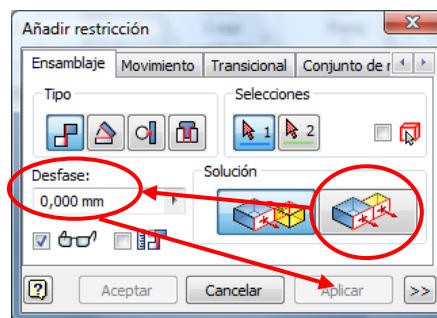 Añadir restricción
Ensamblaje Movimiento Transicional Conjunto de r
Tipo Selecciones
1 2
Desfase: Solución
0,000 mm
Aceptar Cancelar Aplicar >>